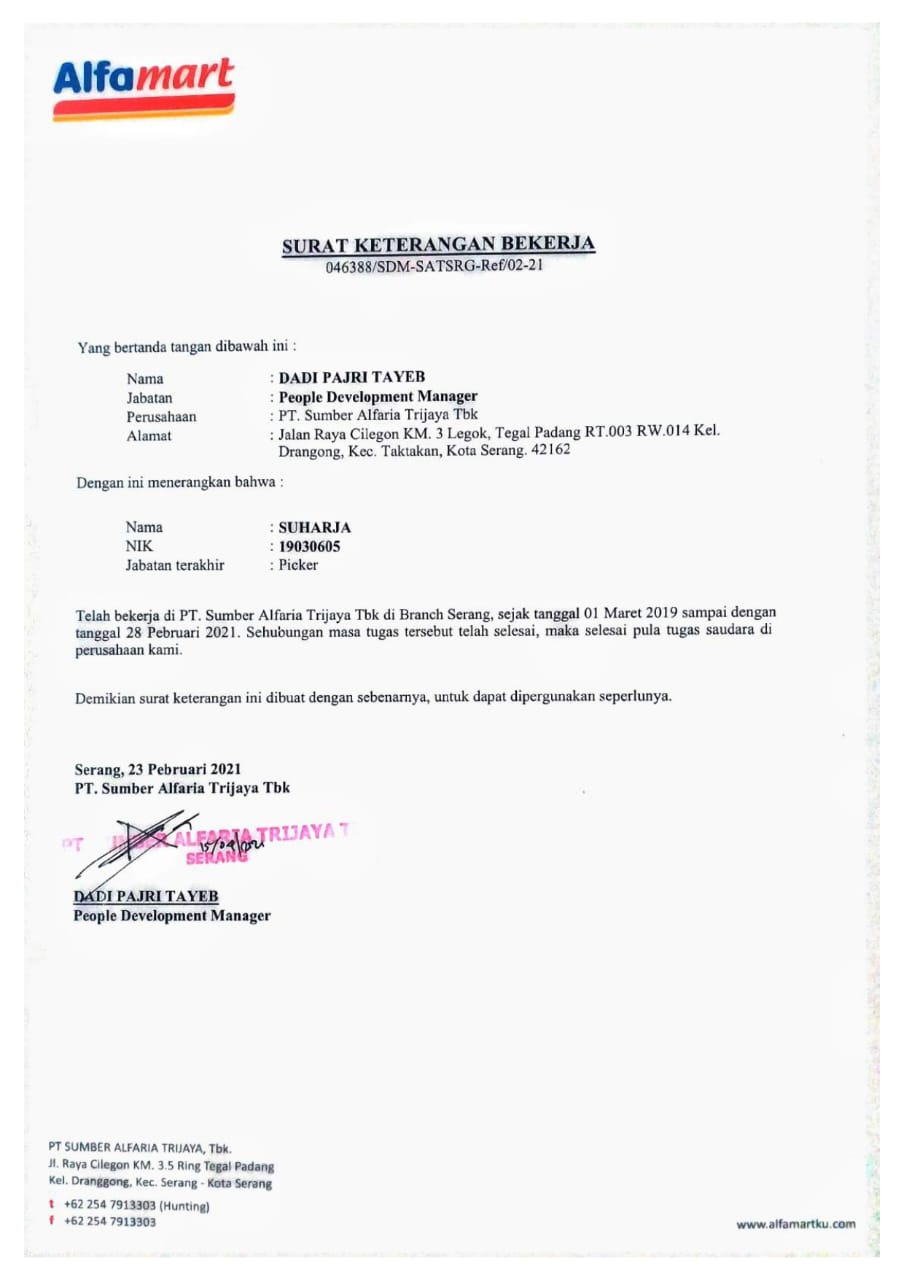 Alfamart
SURAT KETERANGAN BEKERJA
046388/SDM-SATSRG-Ref/02-21
Yang bertanda tangan dibawah ini :
Nama : DADI PAJRI TAYEB
Jabatan : People Development Manager
Perusahaan : PT. Sumber Alfaria Trijaya Tbk
Alamat : Jalan Raya Cilegon KM. 3 Legok, Tegal Padang RT.003 RW.014 Kel.
Drangong, Kec. Taktakan, Kota Serang. 42162
Dengan ini menerangkan bahwa :
Nama : SUHARJA
NIK : 19030605
Jabatan terakhir : Picker
Telah bekerja di PT. Sumber Alfaria Trijaya Tbk di Branch Serang, sejak tanggal 01 Maret 2019 sampai dengan
tanggal 28 Pebruari 2021. Sehubungan masa tugas tersebut telah selesai, maka selesai pula tugas saudara di
perusahaan kami.
Demikian surat keterangan ini dibuat dengan sebenarnya, untuk dapat dipergunakan seperlunya.
Serang, 23 Pebruari 2021
PT. Sumber Alfaria Trijaya Tbk
PT ALFARIA TRIJAYA T
SERANG
DADI PAJRI TAYEB
People Development Manager
PT SUMBER ALFARIA TRIJAYA, Tbk.
Jl. Raya Cilegon KM. 3.5 Ring Tegal Padang
Kel. Dranggong, Kec. Serang - Kota Serang
t +62 254 7913303 (Hunting)
f +62 254 7913303
www.alfamartku.com